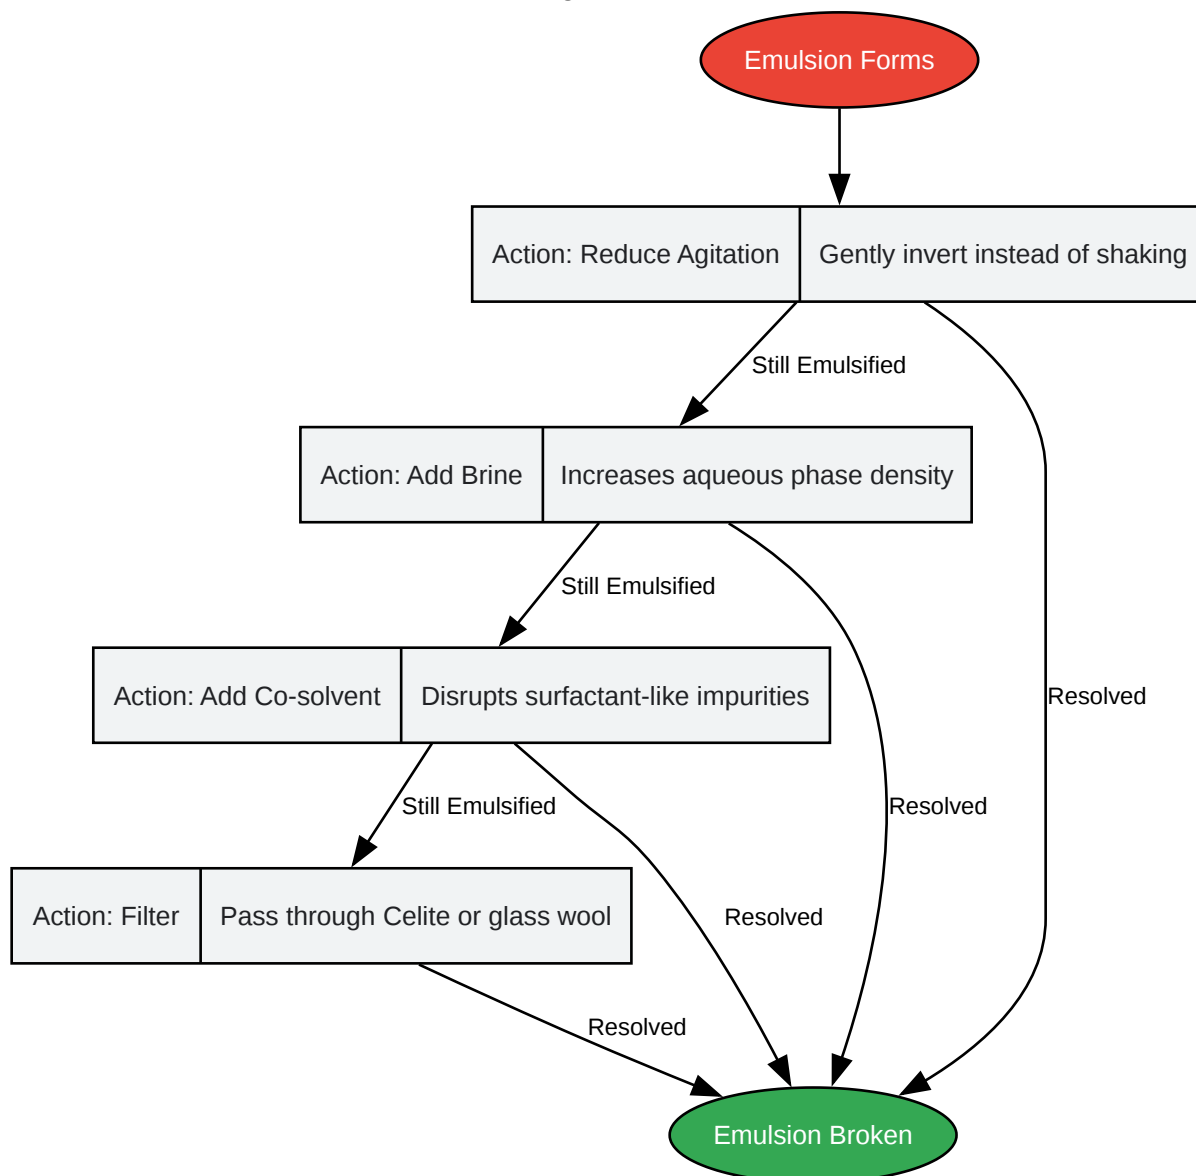 Emulsion Forms
Action: Reduce Agitation
Gently invert instead of shaking
Still Emulsified
Action: Add Brine
Increases aqueous phase density
Still Emulsified
Action: Add Co-solvent
Disrupts surfactant-like impurities
Resolved
Still Emulsified
Resolved
Action: Filter
Pass through Celite or glass wool
Resolved
Resolved
Emulsion Broken